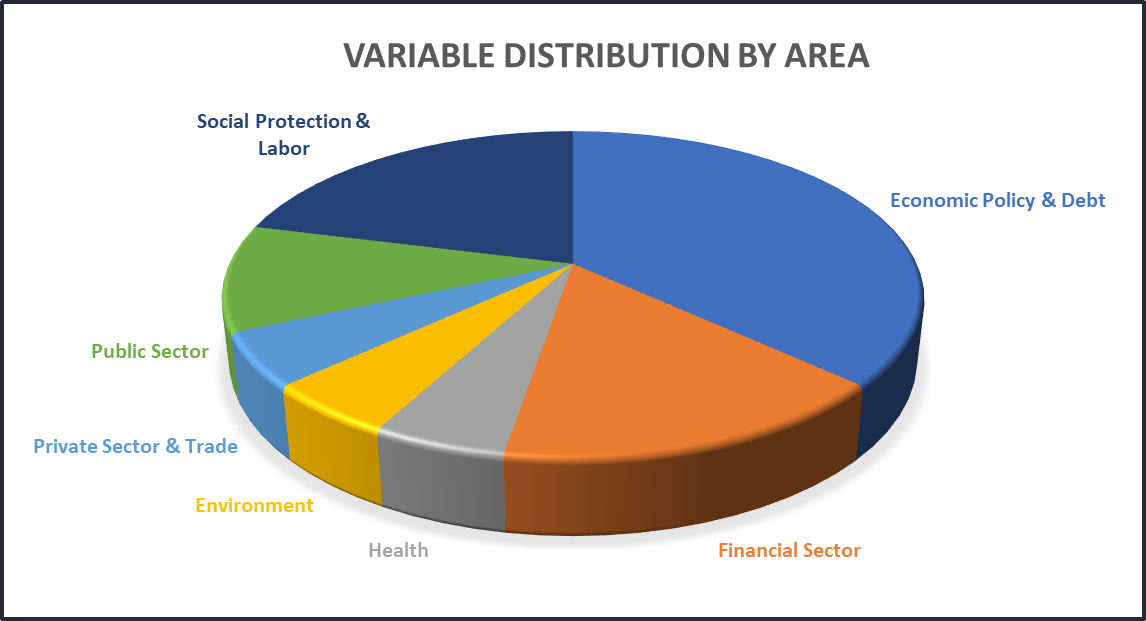 VARIABLE DISTRIBUTION BY AREA
Social Protection &
Labor
Economic Policy & Debt
Public Sector
Private Sector & Trade
Environment
Health
Financial Sector